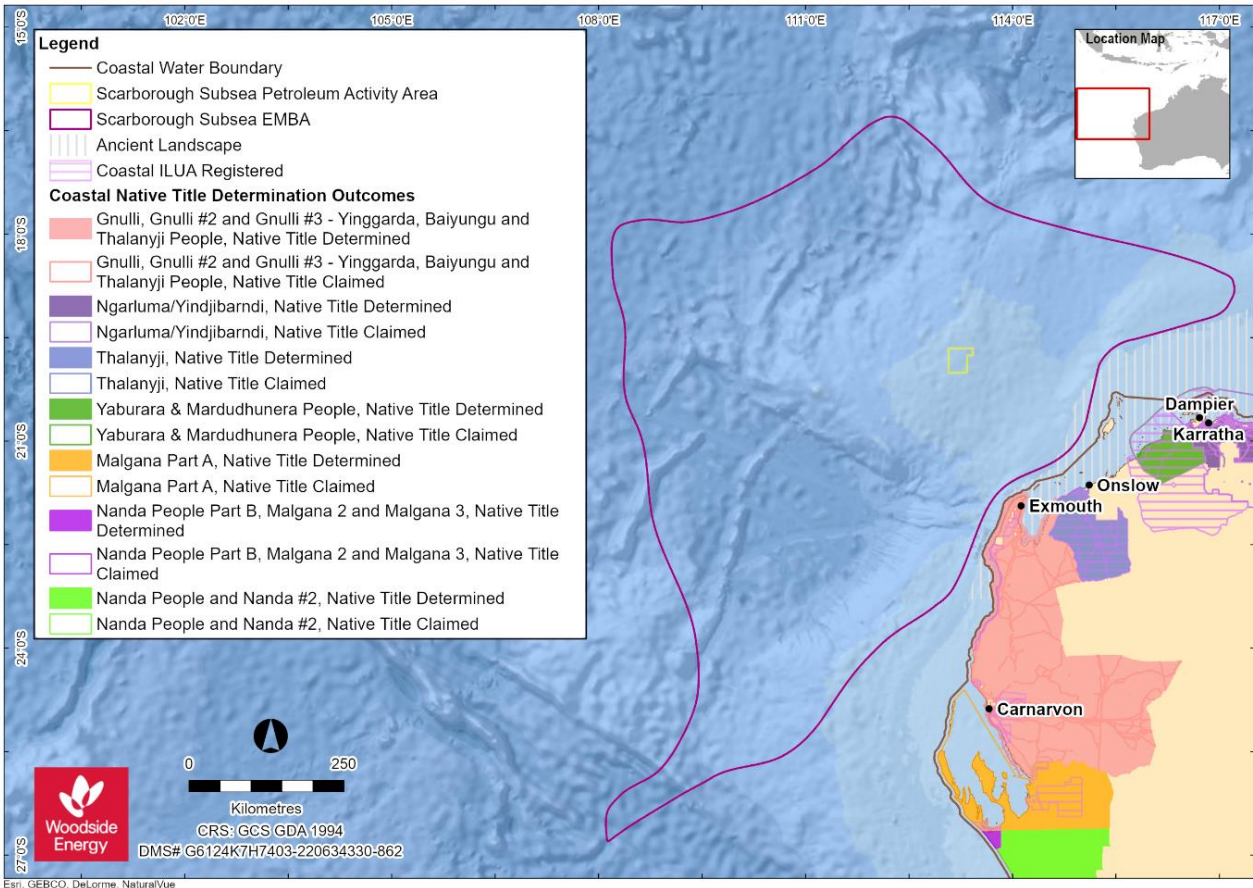 102°0'E 105°0'E 108°0'E 111°0'E 114°0'E 117°0'E
15°0'S
18°0'S
21°0'S
24°0'S
27°0'S
Legend
Coastal Water Boundary
Scarborough Subsea Petroleum Activity Area
Scarborough Subsea EMBA
Ancient Landscape
Coastal ILUA Registered
Coastal Native Title Determination Outcomes
Gnulli, Gnulli #2 and Gnulli #3 - Yinggarda, Baiyungu and
Thalanyji People, Native Title Determined
Gnulli, Gnulli #2 and Gnulli #3 - Yinggarda, Baiyungu and
Thalanyji People, Native Title Claimed
Ngarluma/Yindjibarndi, Native Title Determined
Ngarluma/Yindjibarndi, Native Title Claimed
Thalanyji, Native Title Determined
Thalanyji, Native Title Claimed
Yaburara & Mardudhunera People, Native Title Determined
Yaburara & Mardudhunera People, Native Title Claimed
Malgana Part A, Native Title Determined
Malgana Part A, Native Title Claimed
Nanda People Part B, Malgana 2 and Malgana 3, Native Title
Determined
Nanda People Part B, Malgana 2 and Malgana 3, Native Title
Claimed
Nanda People and Nanda #2, Native Title Determined
Nanda People and Nanda #2, Native Title Claimed
Location Map
Dampier
Karratha
Onslow
Exmouth
Carnarvon
0 250
Kilometres
CRS: GCS GDA 1994
DMS# G6124K7H7403-220634330-862
Woodside
Energy
Esri, GEBCO, DeLorme, NaturalVue